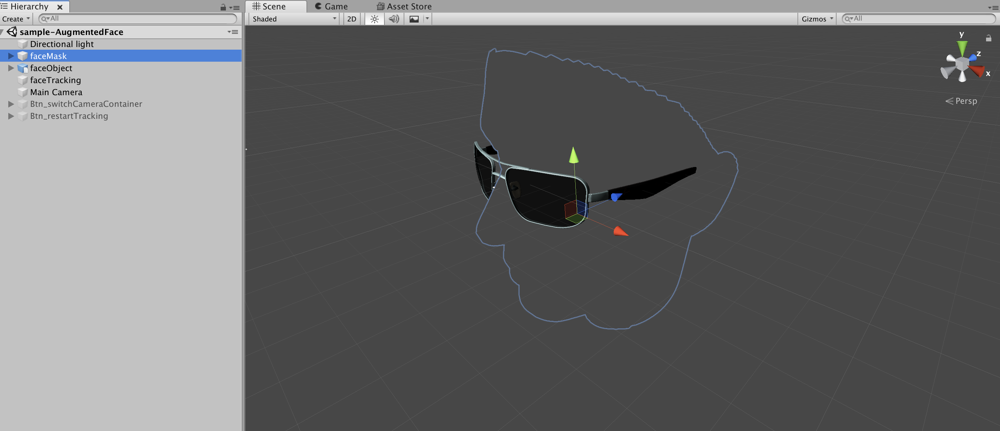 Hierarchy
Create
All
sample-AugmentedFace
Directional light
faceMask
faceObject
faceTracking
Main Camera
Btn_switchCameraContainer
Btn_restartTracking
Scene Game Asset Store
Shaded 2D Gizmos All
y
z
x
Persp